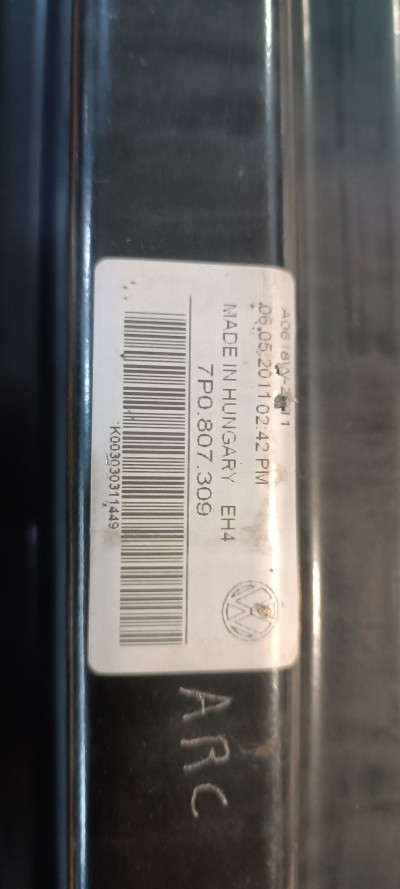 06.05.2011 02:42 PM
MADE IN HUNGARY EH4
7P0.807.309
*K003030311449*
ARC